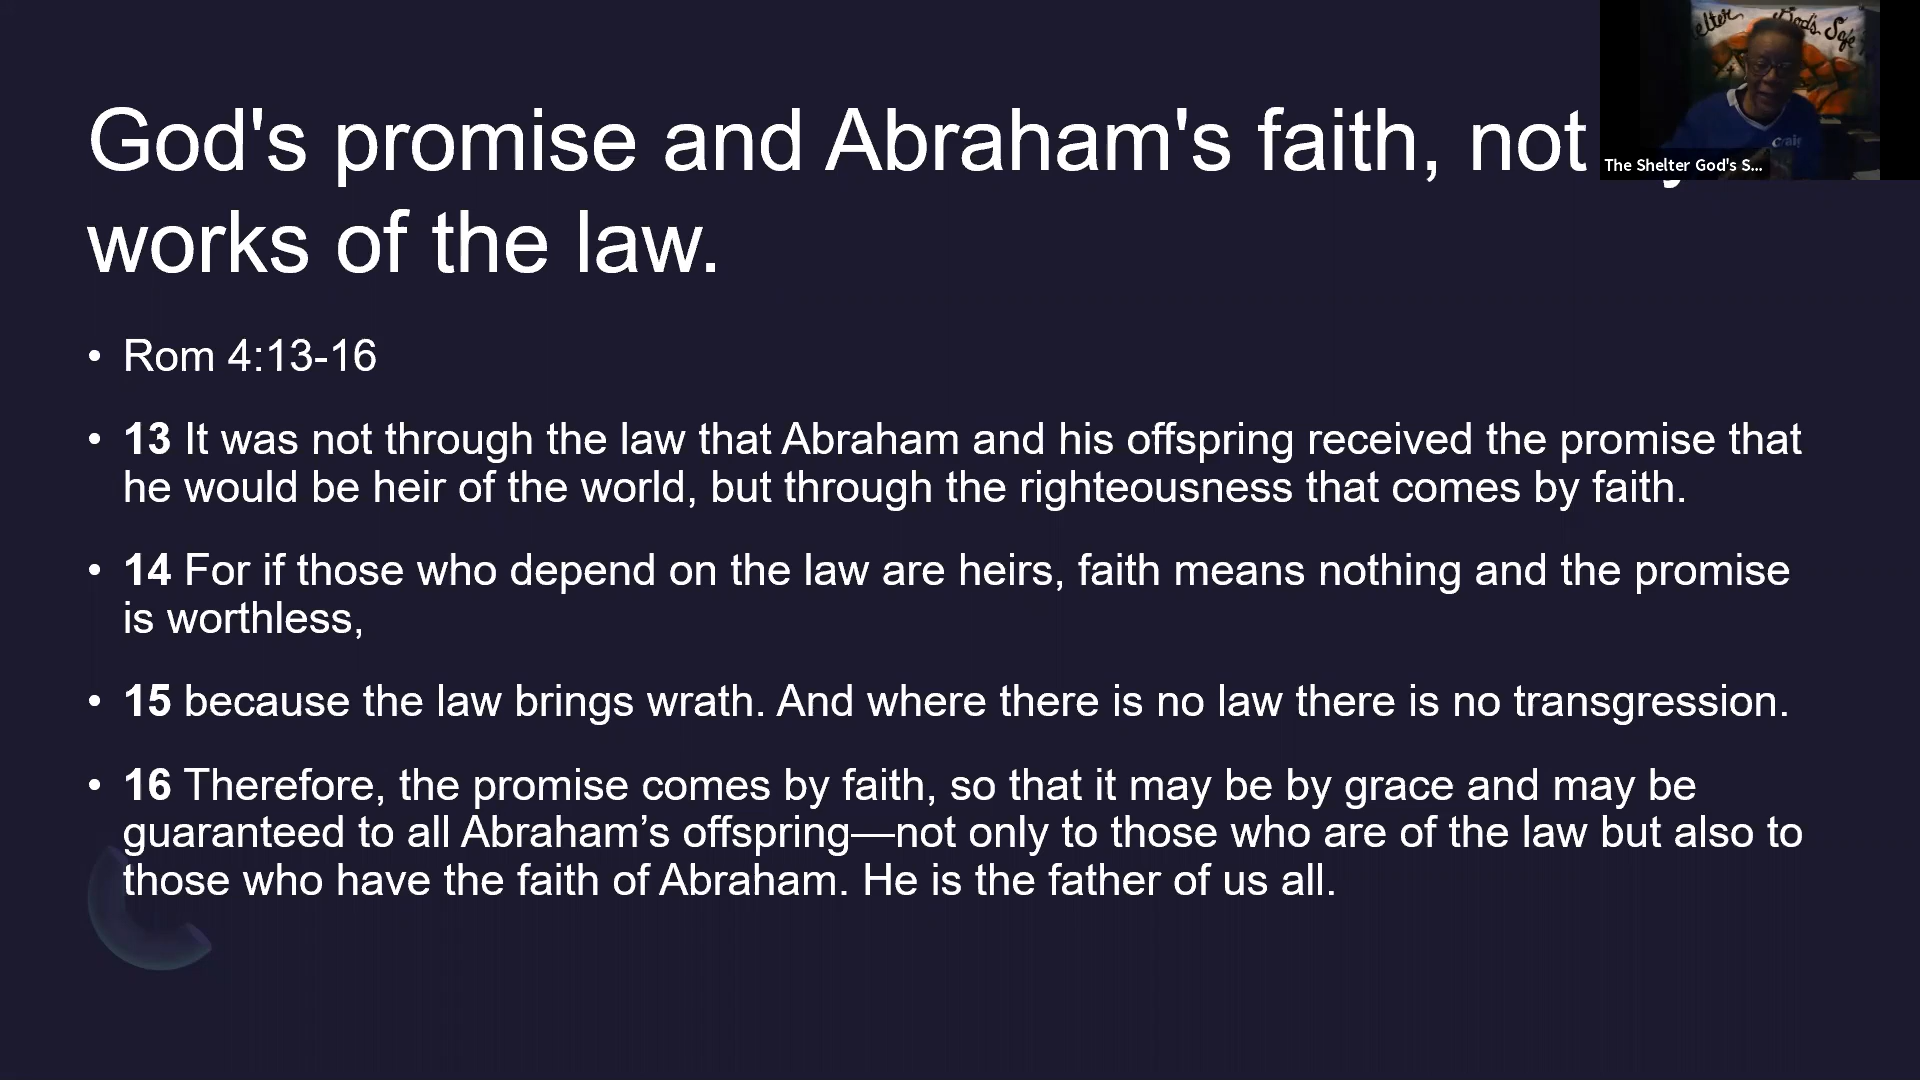 God's promise and Abraham's faith, not
works of the law.
• Rom 4:13-16
• 13 It was not through the law that Abraham and his offspring received the promise that
he would be heir of the world, but through the righteousness that comes by faith.
• 14 For if those who depend on the law are heirs, faith means nothing and the promise
is worthless,
• 15 because the law brings wrath. And where there is no law there is no transgression.
• 16 Therefore, the promise comes by faith, so that it may be by grace and may be
guaranteed to all Abraham’s offspring—not only to those who are of the law but also to
those who have the faith of Abraham. He is the father of us all.
elter God's Safe
The Shelter God's S...